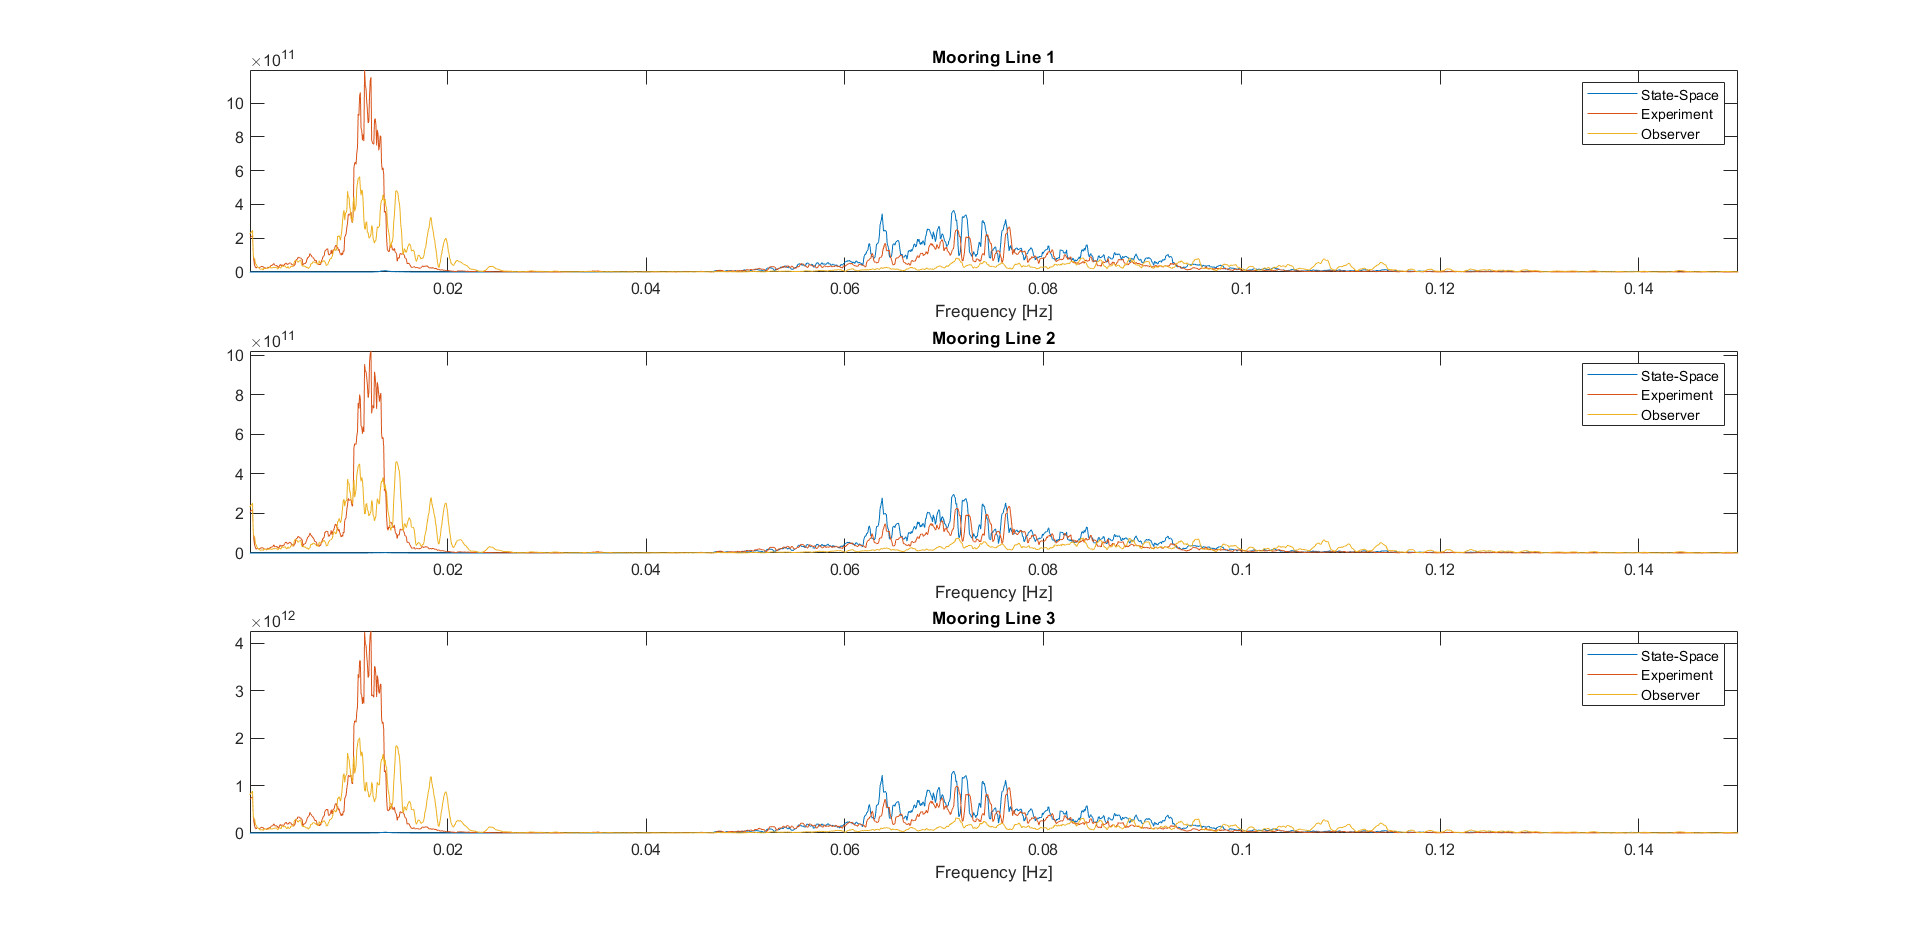 ×10^11
Mooring Line 1
10
8
6
4
2
0
0.02 0.04 0.06 0.08 0.1 0.12 0.14
Frequency [Hz]
State-Space
Experiment
Observer
×10^11
Mooring Line 2
10
8
6
4
2
0
0.02 0.04 0.06 0.08 0.1 0.12 0.14
Frequency [Hz]
State-Space
Experiment
Observer
×10^12
Mooring Line 3
4
3
2
1
0
0.02 0.04 0.06 0.08 0.1 0.12 0.14
Frequency [Hz]
State-Space
Experiment
Observer